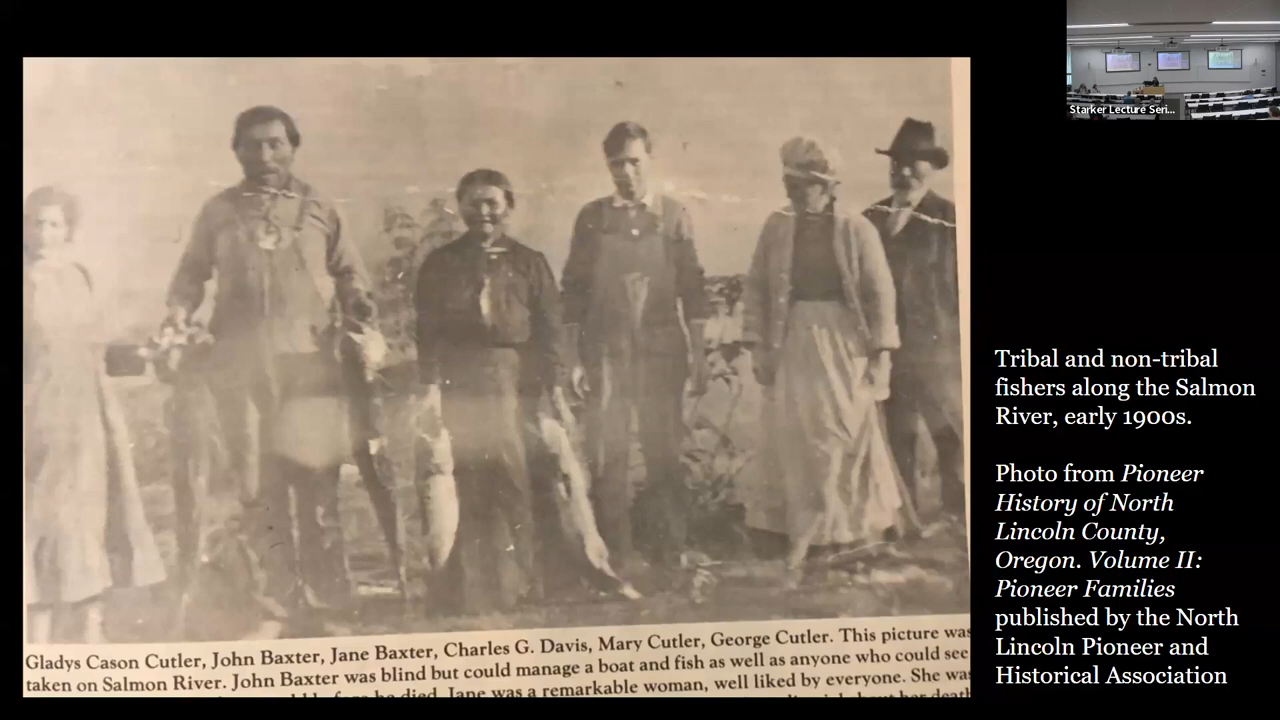 Starker Lecture Seri...
Tribal and non-tribal
fishers along the Salmon
River, early 1900s.
Photo from Pioneer
History of North
Lincoln County,
Oregon. Volume II:
Pioneer Families
published by the North
Lincoln Pioneer and
Historical Association
Gladys Cason Cutler, John Baxter, Jane Baxter, Charles G. Davis, Mary Cutler, George Cutler. This picture was
taken on Salmon River. John Baxter was blind but could manage a boat and fish as well as anyone who could see
before he died. Jane was a remarkable woman, well liked by everyone. She was